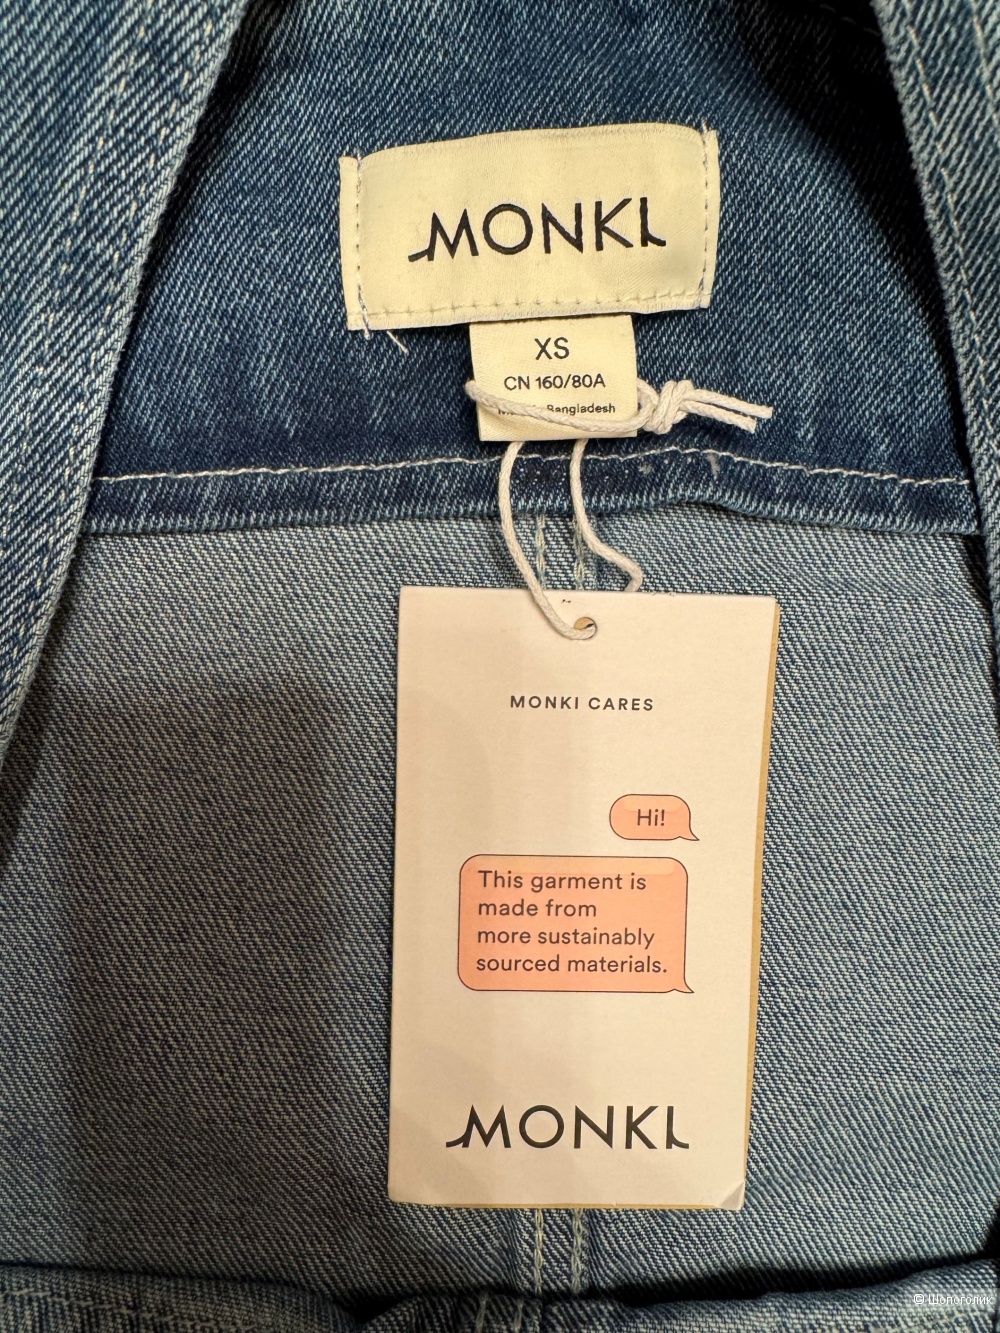 MONKI
XS
CN 160/80A
Bangladesh
MONKI CARES
Hi!
This garment is
made from
more sustainably
sourced materials.
MONKI
© Шопоголик